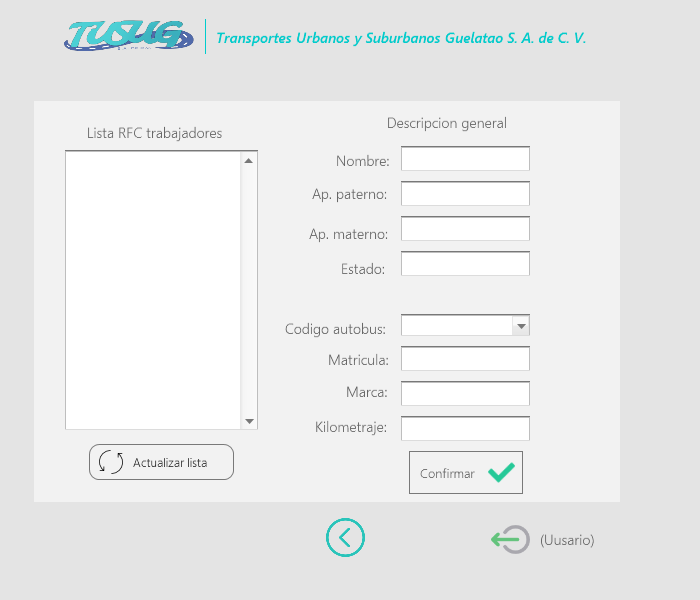 TUSUG
Transportes Urbanos y Suburbanos Guelatao S. A. de C. V.
Lista RFC trabajadores
Actualizar lista
Descripcion general
Nombre:
Ap. paterno:
Ap. materno:
Estado:
Codigo autobus:
Matricula:
Marca:
Kilometraje:
Confirmar
(Uusario)